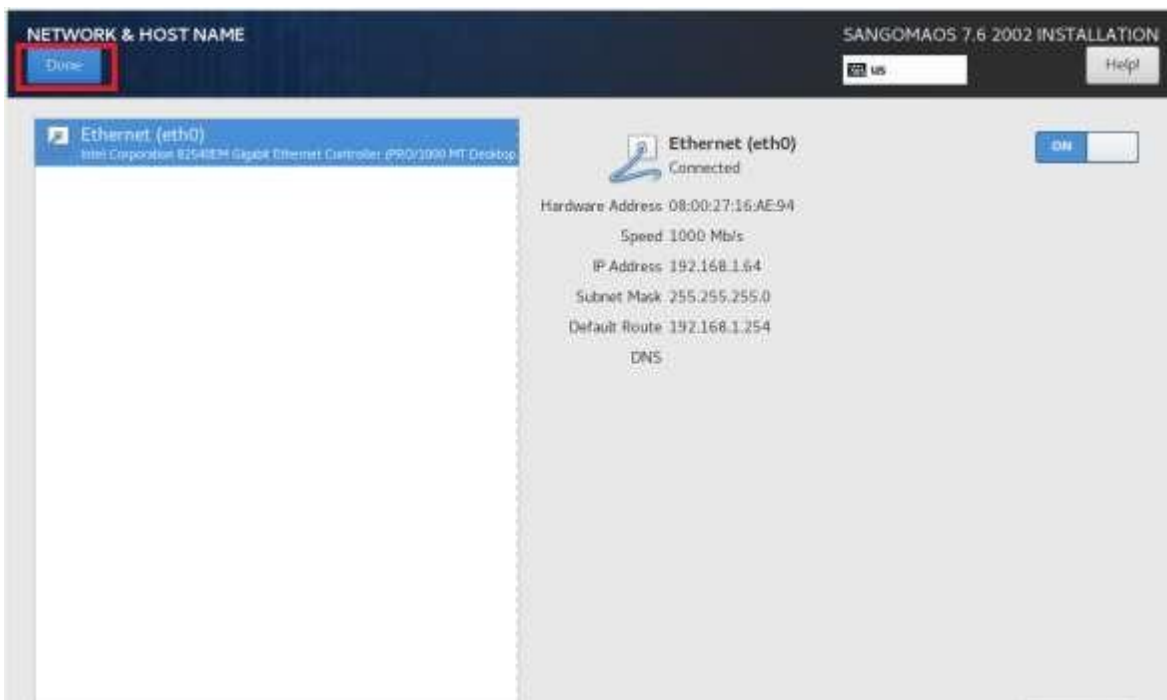 NETWORK & HOST NAME
SANGOMAOS 7.6 2002 INSTALLATION
Done
us
Help!
Ethernet (eth0)
Intel Corporation 82540EM Gigabit Ethernet Controller (PRO/1000 MT Desktop
Ethernet (eth0)
Connected
ON
Hardware Address 08:00:27:16:AE:94
Speed 1000 Mb/s
IP Address 192.168.1.64
Subnet Mask 255.255.255.0
Default Route 192.168.1.254
DNS